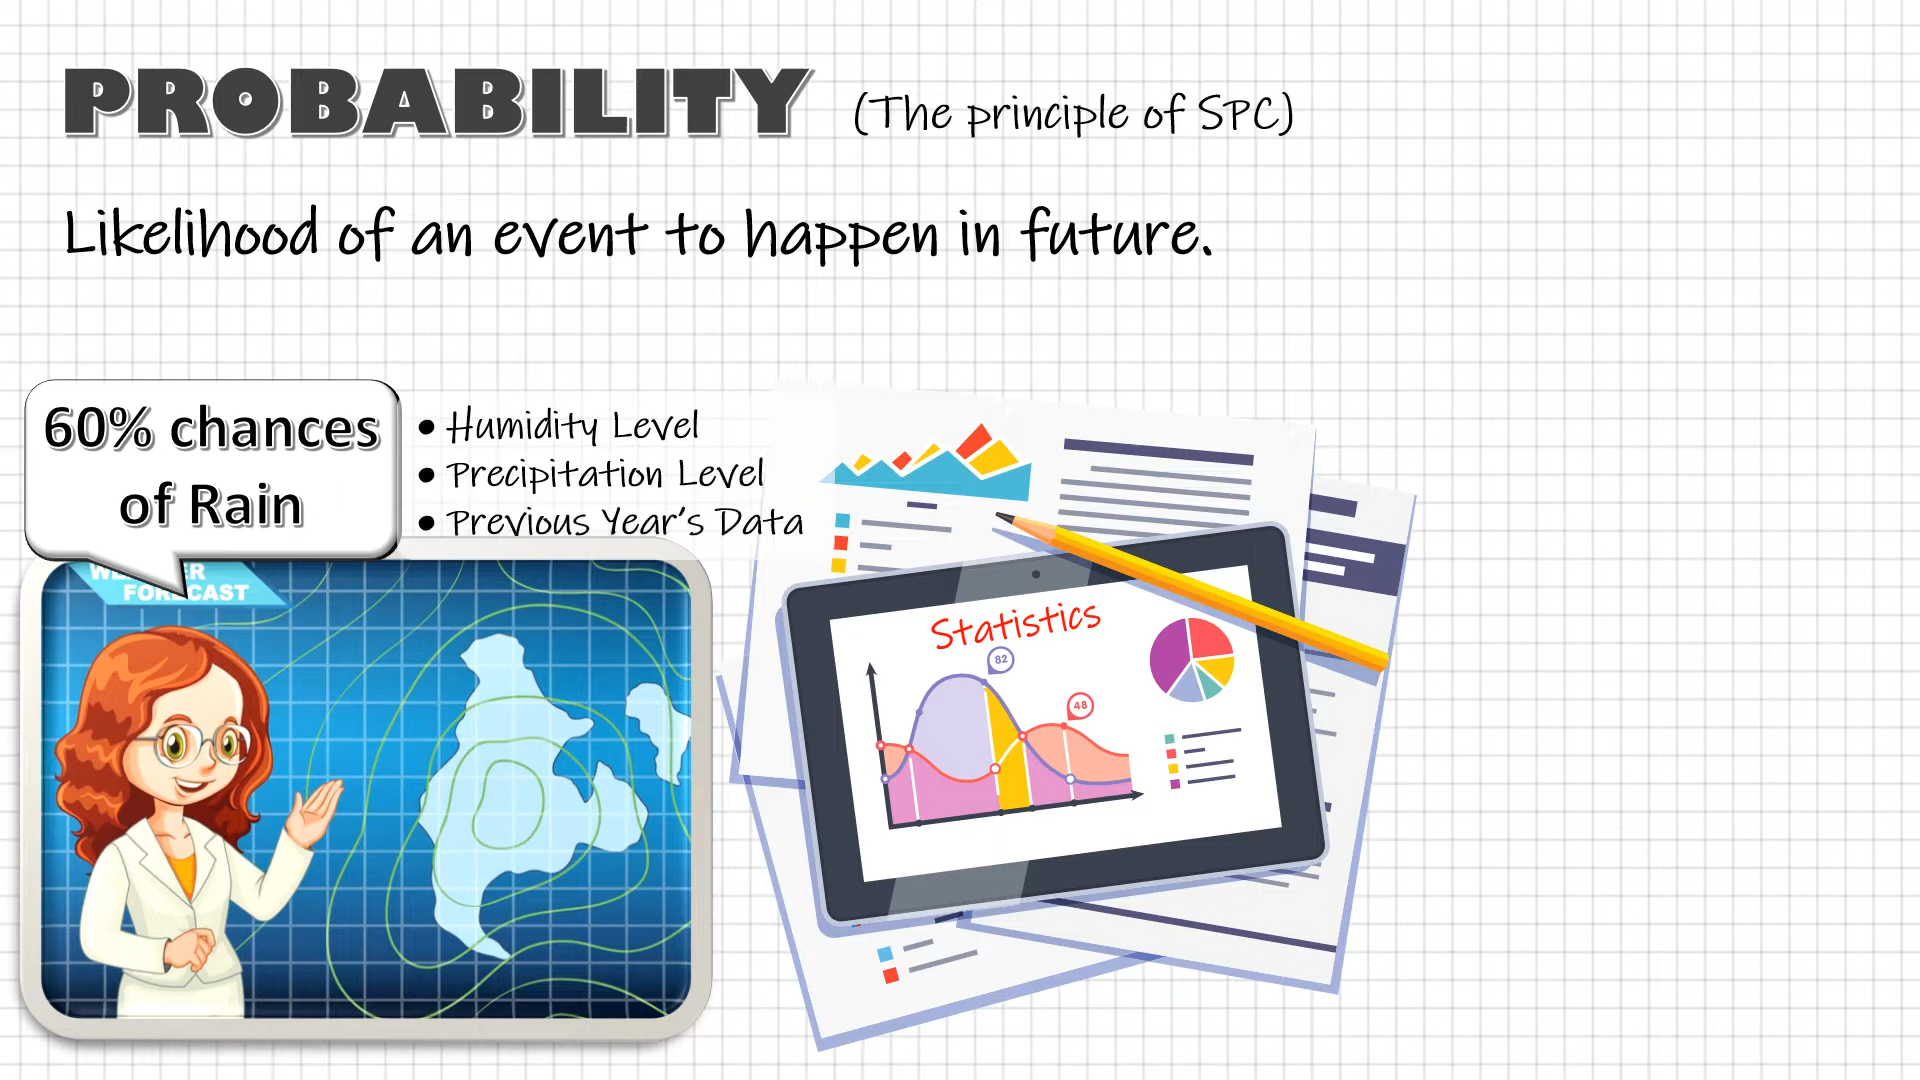 PROBABILITY (The principle of SPC)
Likelihood of an event to happen in future.
60% chances
of Rain
• Humidity Level
• Precipitation Level
• Previous Year's Data
FORECAST
Statistics
82
48